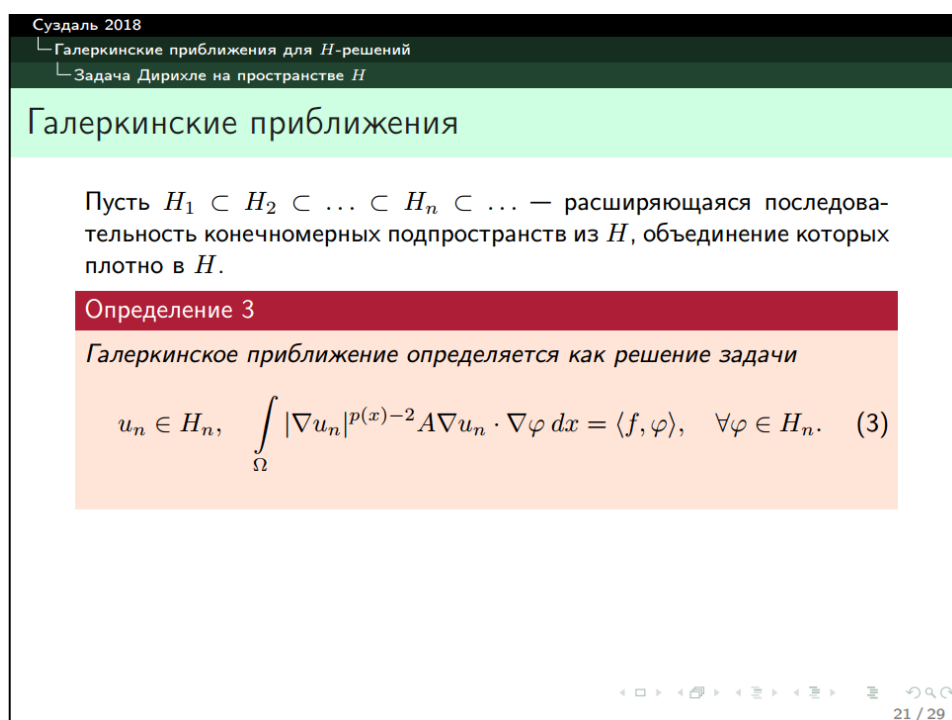 Суздаль 2018
Галеркинские приближения для H-решений
Задача Дирихле на пространстве H
Галеркинские приближения
Пусть H₁ ⊂ H₂ ⊂ ... ⊂ Hₙ ⊂ ... — расширяющаяся последова-
тельность конечномерных подпространств из H, объединение которых
плотно в H.
Определение 3
Галеркинское приближение определяется как решение задачи
uₙ ∈ Hₙ, ∫_Ω |∇uₙ|^{p(x)−2} A∇uₙ · ∇φ dx = ⟨f, φ⟩, ∀φ ∈ Hₙ. (3)
21 / 29